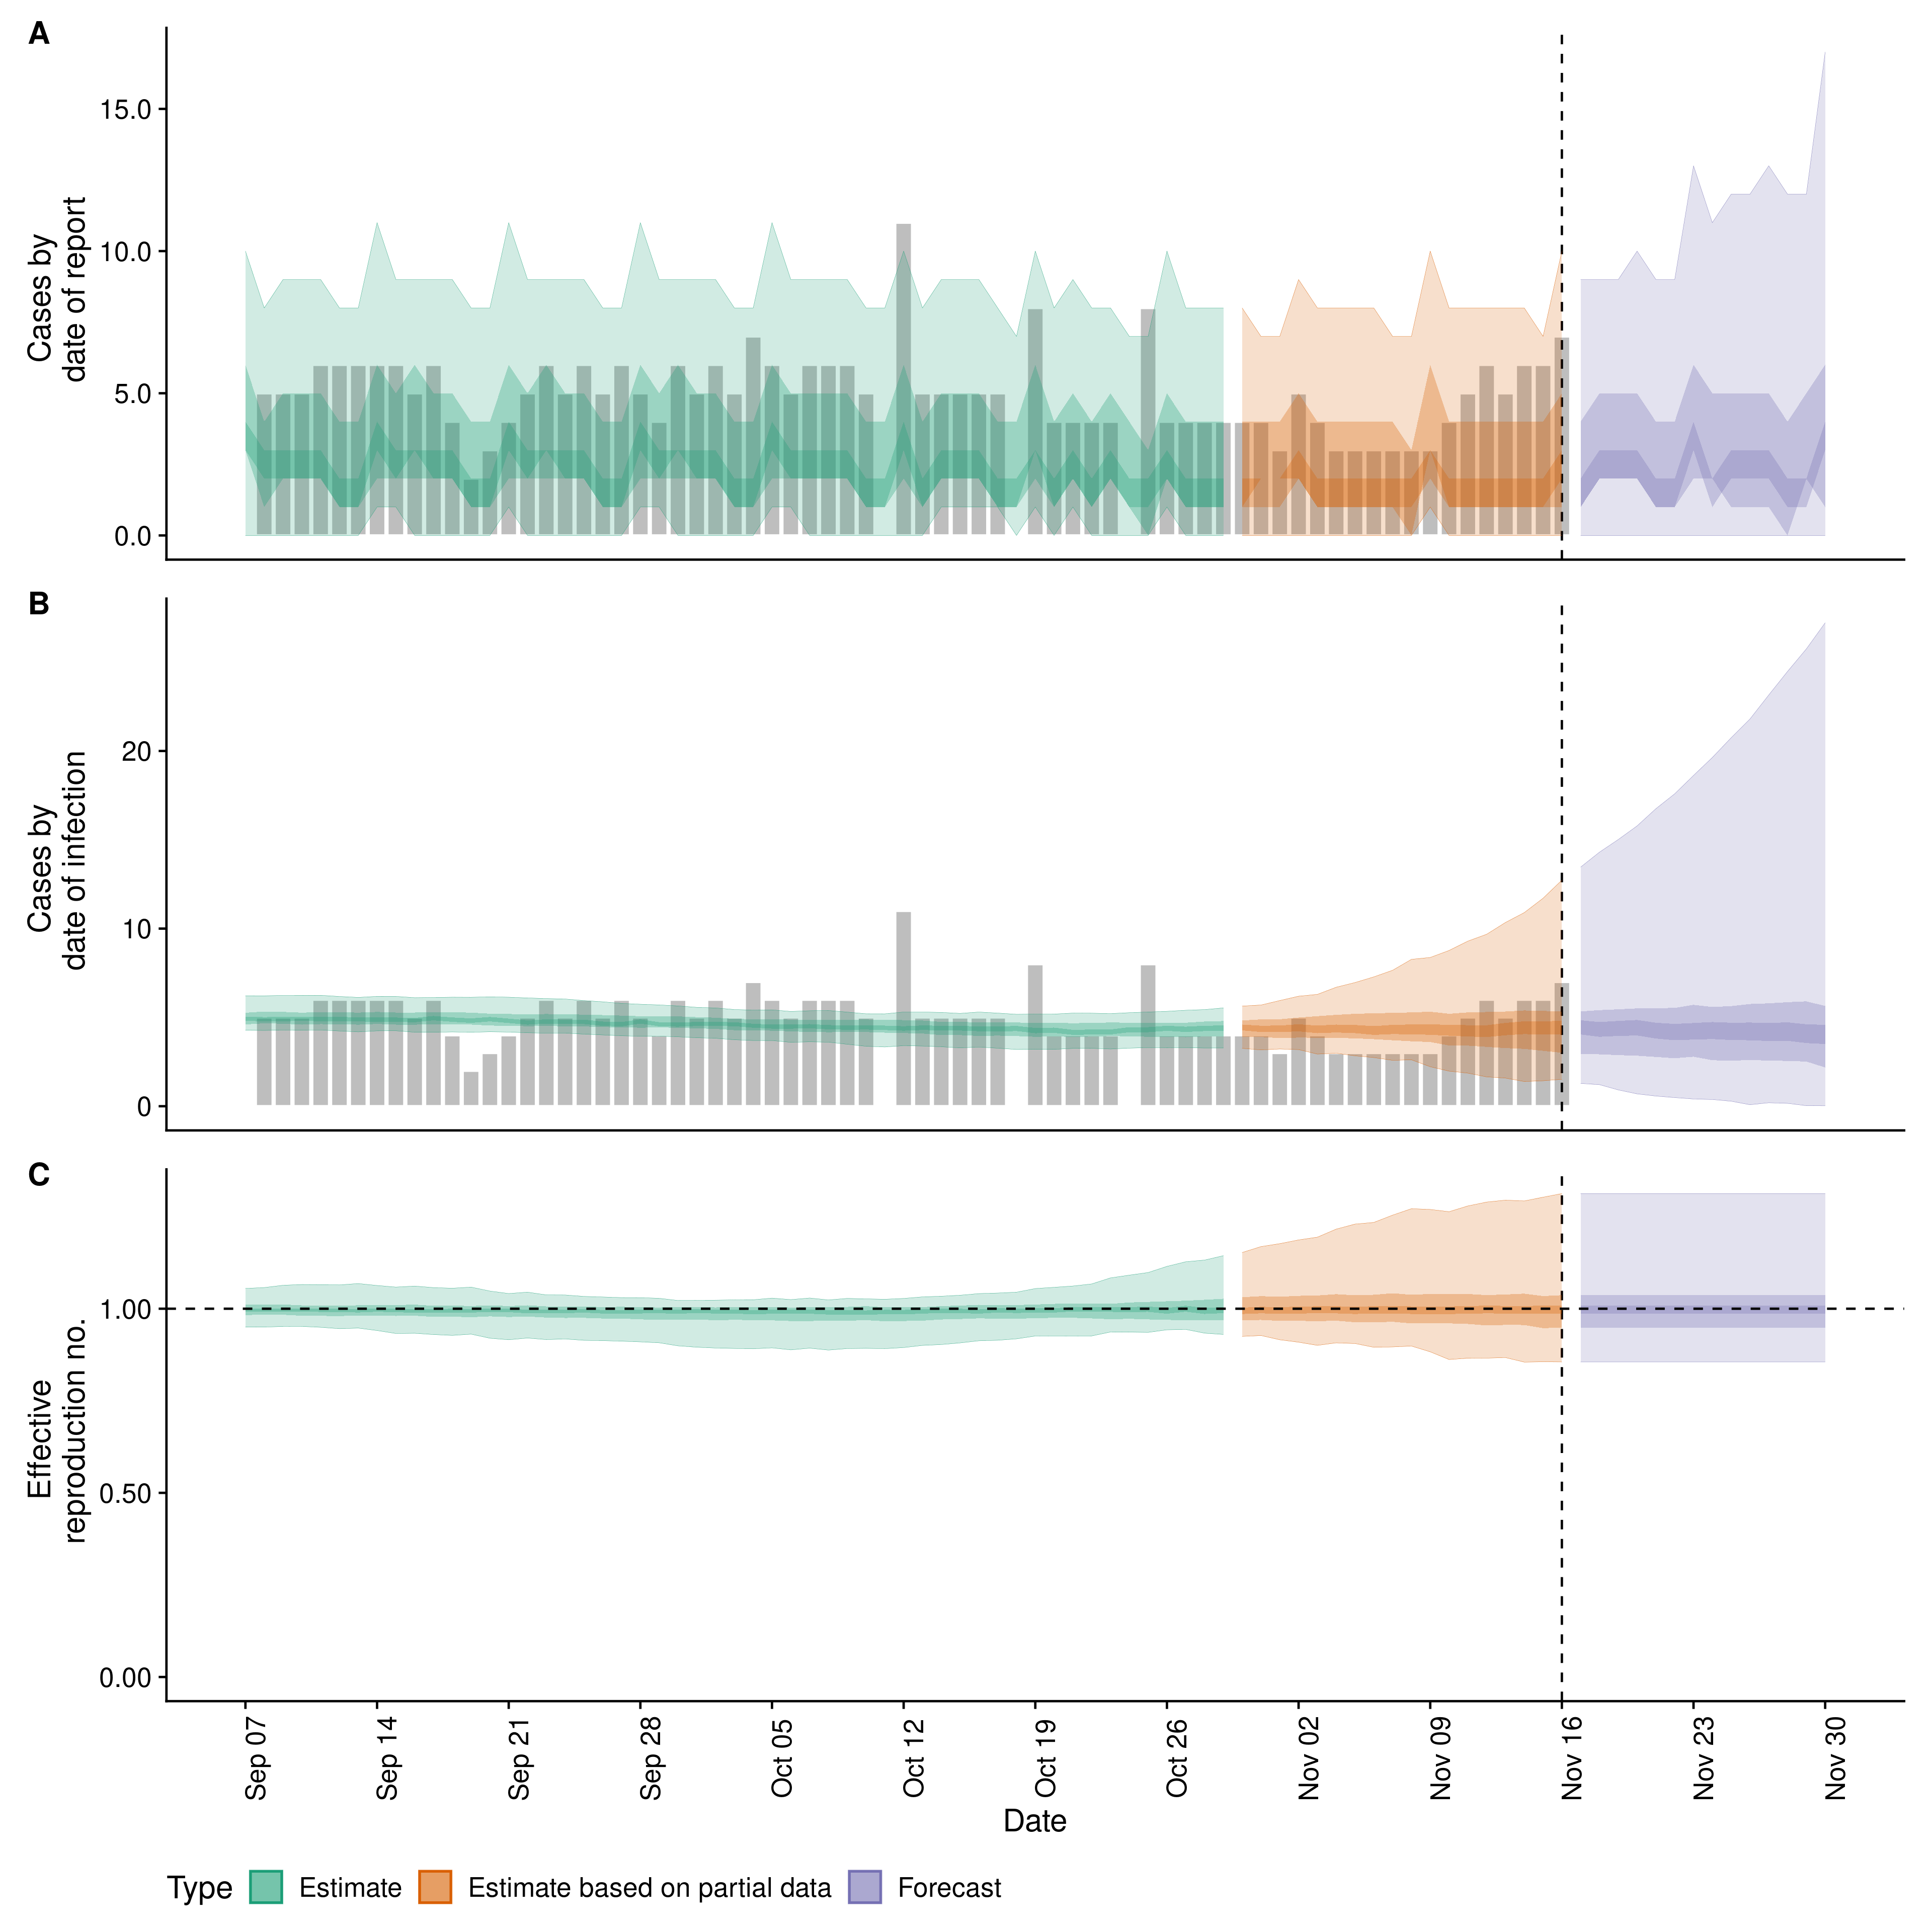 A
Cases by
date of report
15.0
10.0
5.0
0.0
B
Cases by
date of infection
20
10
0
C
Effective
reproduction no.
1.00
0.50
0.00
Sep 07
Sep 14
Sep 21
Sep 28
Oct 05
Oct 12
Oct 19
Oct 26
Nov 02
Nov 09
Nov 16
Nov 23
Nov 30
Date
Type Estimate Estimate based on partial data Forecast